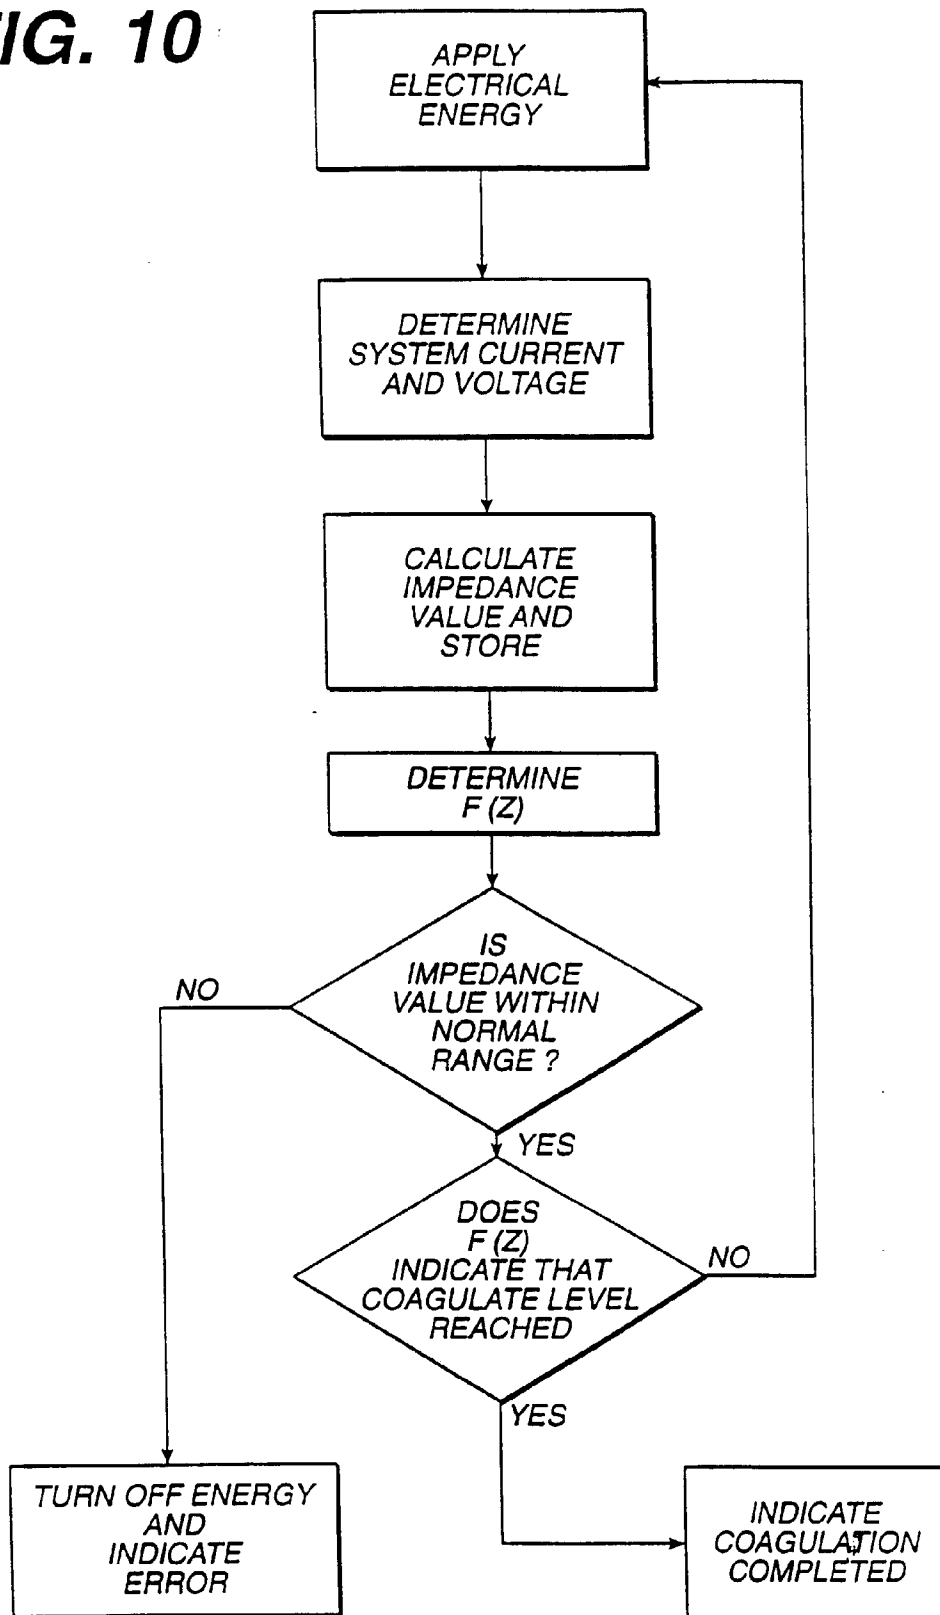 FIG. 10
APPLY
ELECTRICAL
ENERGY
DETERMINE
SYSTEM CURRENT
AND VOLTAGE
CALCULATE
IMPEDANCE
VALUE AND
STORE
DETERMINE
F (Z)
IS
IMPEDANCE
VALUE WITHIN
NORMAL
RANGE ?
NO
YES
DOES
F (Z)
INDICATE THAT
COAGULATE LEVEL
REACHED
NO
YES
TURN OFF ENERGY
AND
INDICATE
ERROR
INDICATE
COAGULATION
COMPLETED